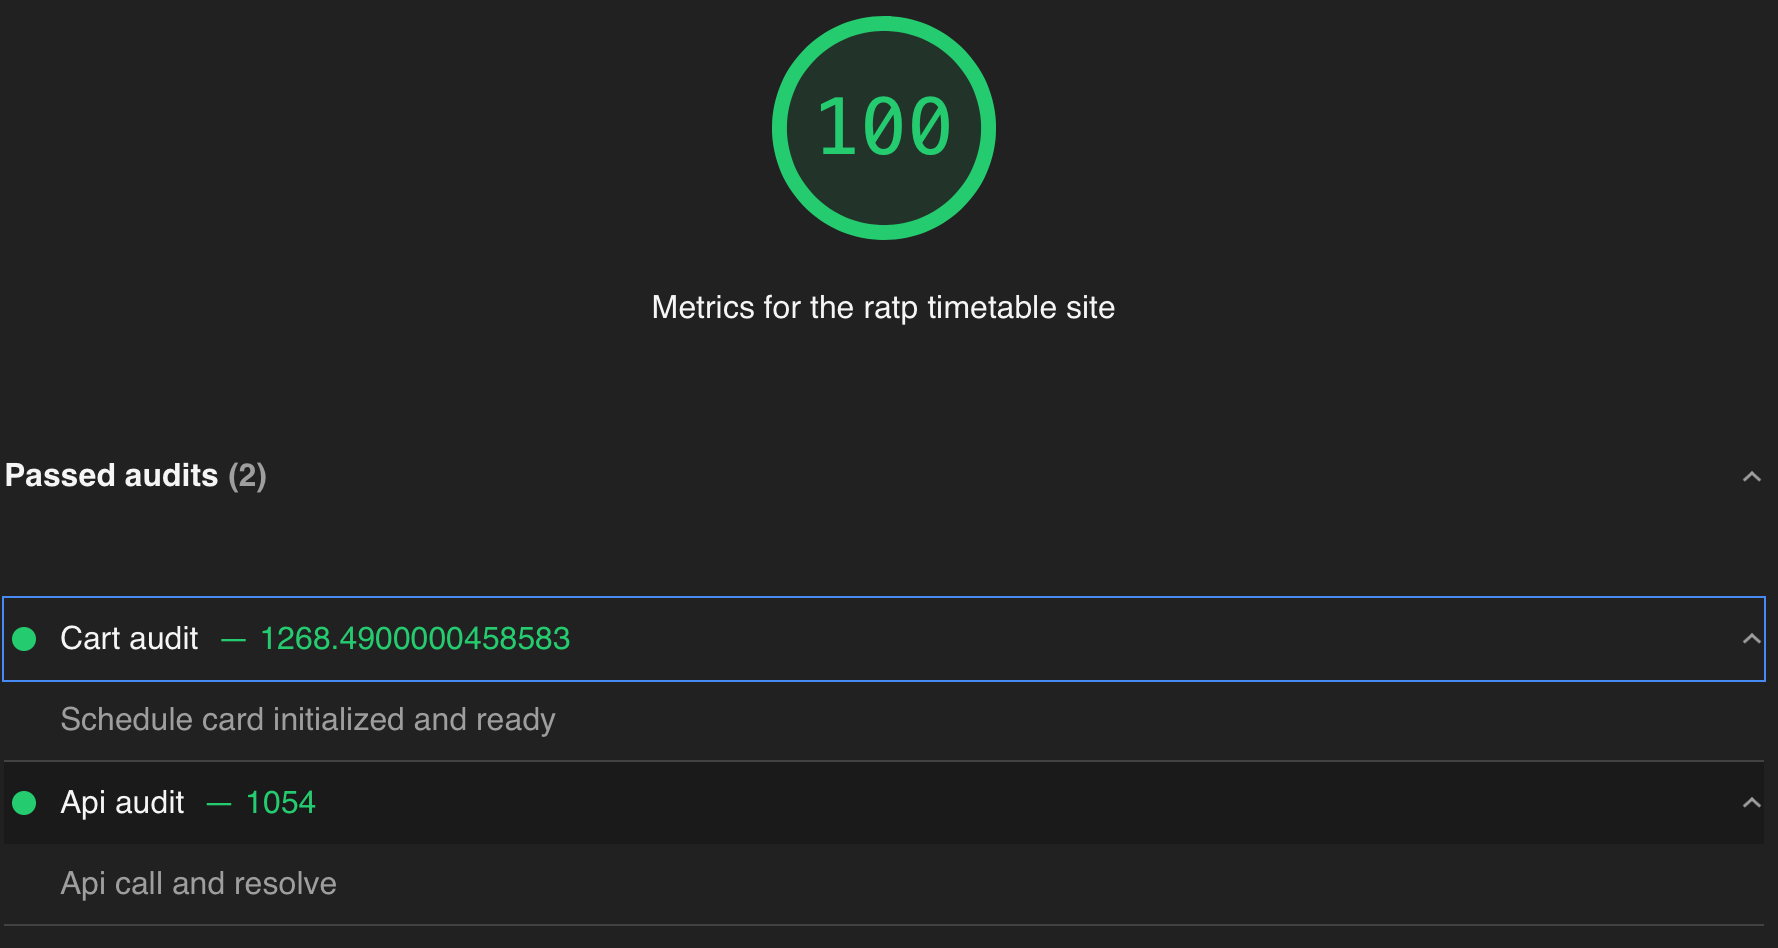 100
Metrics for the ratp timetable site
Passed audits (2)
Cart audit — 1268.4900000458583
Schedule card initialized and ready
Api audit — 1054
Api call and resolve